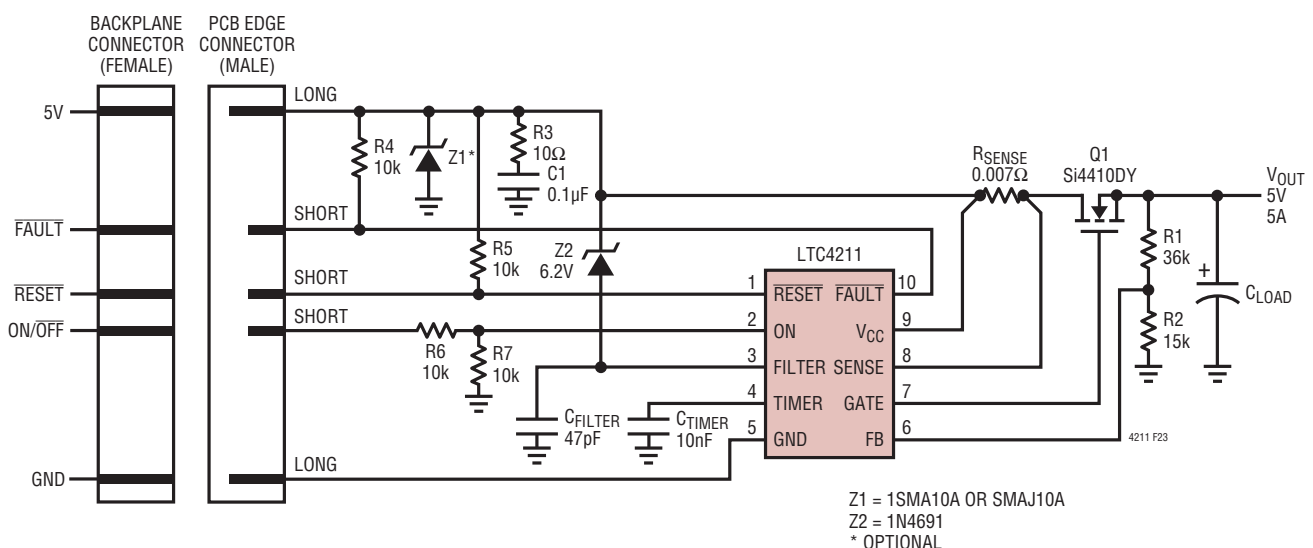 BACKPLANE
CONNECTOR
(FEMALE)
PCB EDGE
CONNECTOR
(MALE)
LONG
5V
R4
10k
Z1*
R3
10Ω
C1
0.1µF
RSENSE
0.007Ω
Q1
Si4410DY
VOUT
5V
5A
SHORT
FAULT
R5
10k
Z2
6.2V
LTC4211
R1
36k
+
CLOAD
SHORT
RESET
1
RESET
FAULT
10
ON/OFF
SHORT
R6
10k
R7
10k
2
ON
VCC
9
R2
15k
3
FILTER
SENSE
8
CFILTER
47pF
CTIMER
10nF
4
TIMER
GATE
7
5
GND
FB
6
4211 F23
GND
LONG
Z1 = 1SMA10A OR SMAJ10A
Z2 = 1N4691
* OPTIONAL